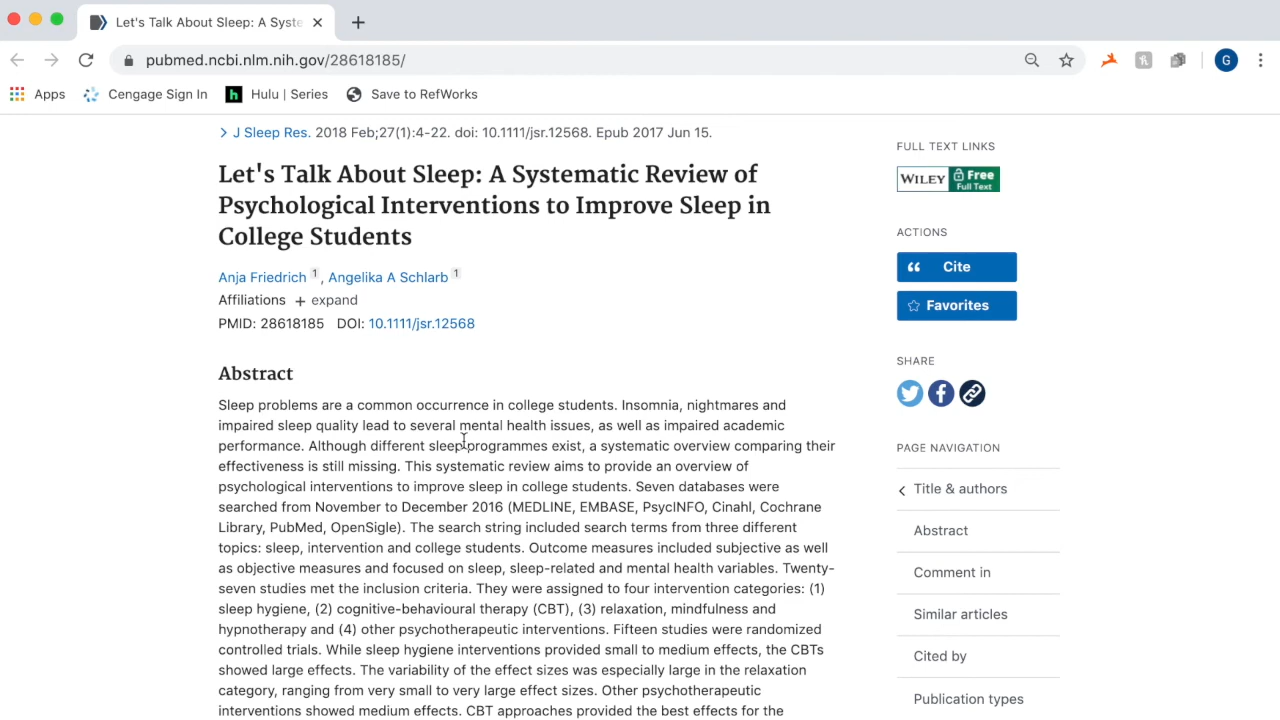 Let's Talk About Sleep: A Syste
pubmed.ncbi.nlm.nih.gov/28618185/
G
Apps
Cengage Sign In
h
Hulu | Series
Save to RefWorks
J Sleep Res. 2018 Feb;27(1):4-22. doi: 10.1111/jsr.12568. Epub 2017 Jun 15.
Let's Talk About Sleep: A Systematic Review of
Psychological Interventions to Improve Sleep in
College Students
Anja Friedrich 1, Angelika A Schlarb 1
Affiliations + expand
PMID: 28618185 DOI: 10.1111/jsr.12568
Abstract
Sleep problems are a common occurrence in college students. Insomnia, nightmares and
impaired sleep quality lead to several mental health issues, as well as impaired academic
performance. Although different sleep programmes exist, a systematic overview comparing their
effectiveness is still missing. This systematic review aims to provide an overview of
psychological interventions to improve sleep in college students. Seven databases were
searched from November to December 2016 (MEDLINE, EMBASE, PsycINFO, Cinahl, Cochrane
Library, PubMed, OpenSigle). The search string included search terms from three different
topics: sleep, intervention and college students. Outcome measures included subjective as well
as objective measures and focused on sleep, sleep-related and mental health variables. Twenty-
seven studies met the inclusion criteria. They were assigned to four intervention categories: (1)
sleep hygiene, (2) cognitive-behavioural therapy (CBT), (3) relaxation, mindfulness and
hypnotherapy and (4) other psychotherapeutic interventions. Fifteen studies were randomized
controlled trials. While sleep hygiene interventions provided small to medium effects, the CBTs
showed large effects. The variability of the effect sizes was especially large in the relaxation
category, ranging from very small to very large effect sizes. Other psychotherapeutic
interventions showed medium effects. CBT approaches provided the best effects for the
FULL TEXT LINKS
WILEY Free
Full Text
ACTIONS
Cite
Favorites
SHARE
PAGE NAVIGATION
Title & authors
Abstract
Comment in
Similar articles
Cited by
Publication types